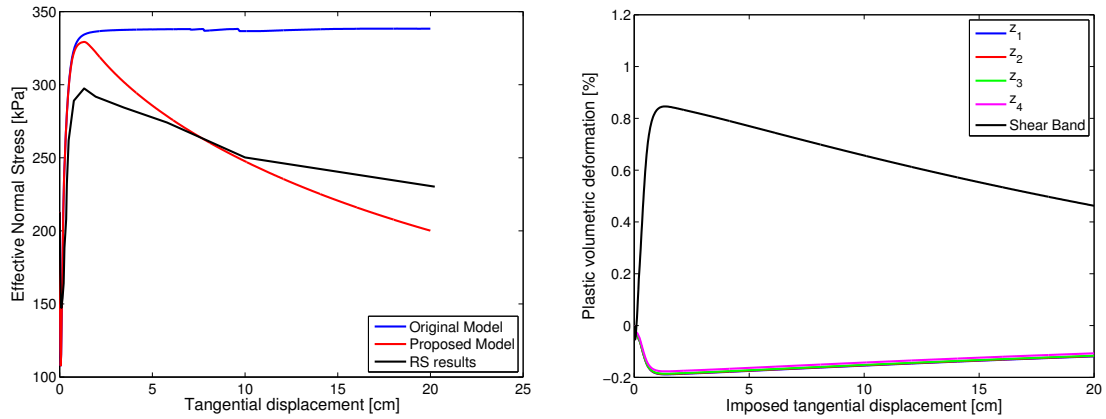 350
300
250
200
150
100
Effective Normal Stress [kPa]
0
5
10
15
20
25
Tangential displacement [cm]
Original Model
Proposed Model
RS results
1.2
1
0.8
0.6
0.4
0.2
0
−0.2
Plastic volumetric deformation [%]
0
5
10
15
20
Imposed tangential displacement [cm]
z1
z2
z3
z4
Shear Band